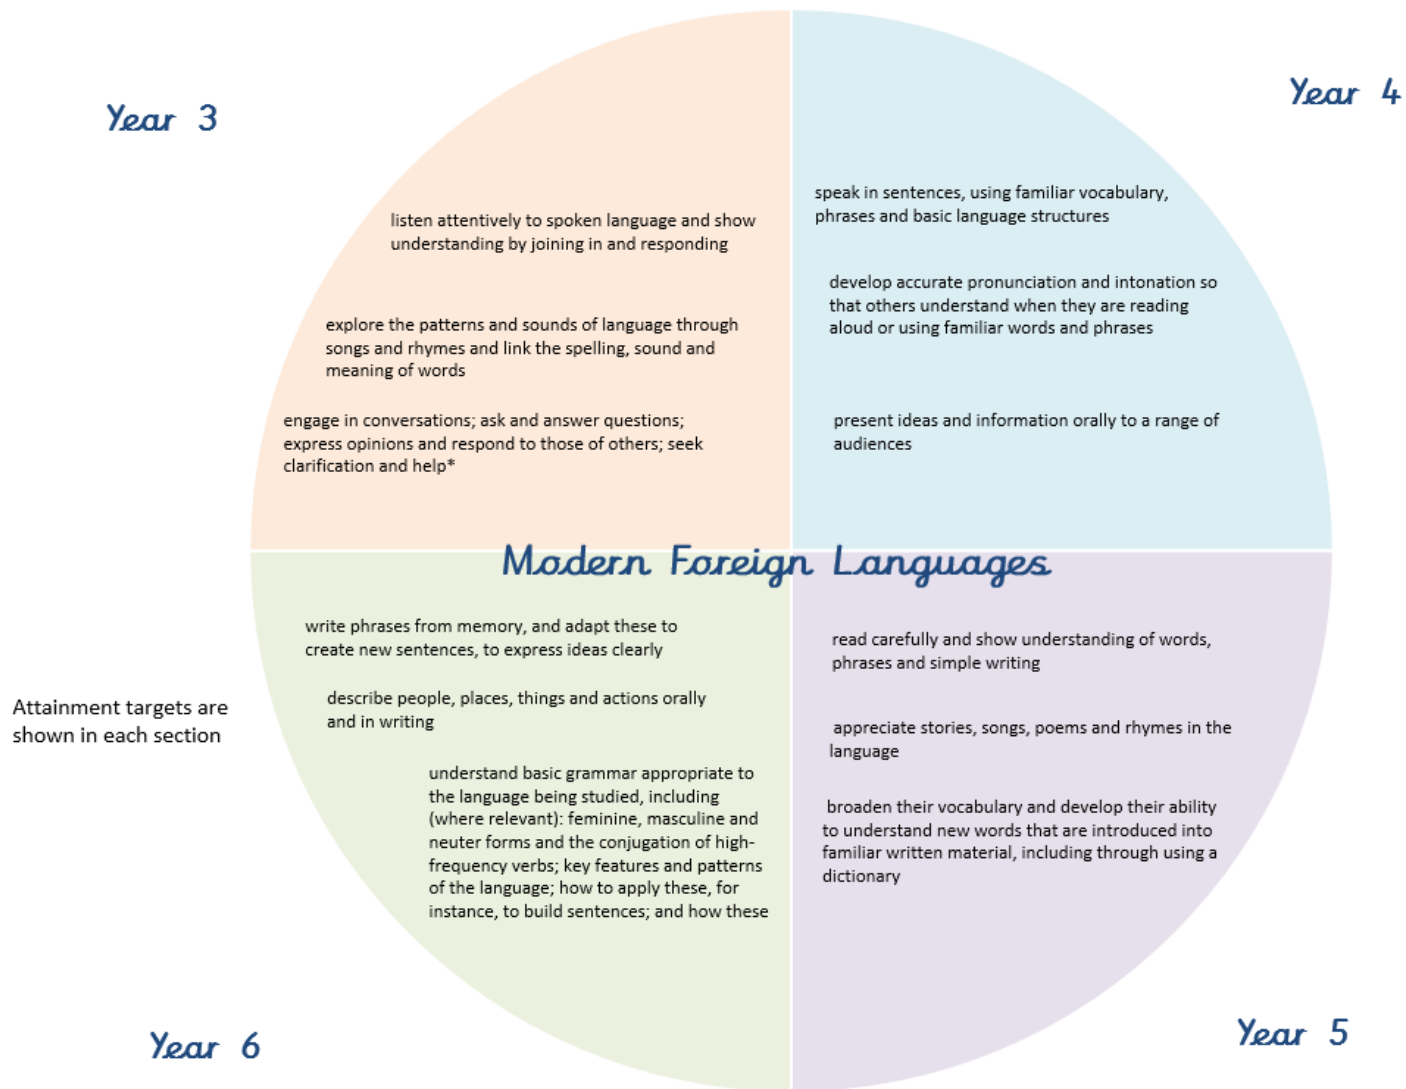 Year 3
listen attentively to spoken language and show
understanding by joining in and responding
explore the patterns and sounds of language through
songs and rhymes and link the spelling, sound and
meaning of words
engage in conversations; ask and answer questions;
express opinions and respond to those of others; seek
clarification and help*
Year 4
speak in sentences, using familiar vocabulary,
phrases and basic language structures
develop accurate pronunciation and intonation so
that others understand when they are reading
aloud or using familiar words and phrases
present ideas and information orally to a range of
audiences
Modern Foreign Languages
write phrases from memory, and adapt these to
create new sentences, to express ideas clearly
describe people, places, things and actions orally
and in writing
understand basic grammar appropriate to
the language being studied, including
(where relevant): feminine, masculine and
neuter forms and the conjugation of high-
frequency verbs; key features and patterns
of the language; how to apply these, for
instance, to build sentences; and how these
Attainment targets are
shown in each section
Year 6
read carefully and show understanding of words,
phrases and simple writing
appreciate stories, songs, poems and rhymes in the
language
broaden their vocabulary and develop their ability
to understand new words that are introduced into
familiar written material, including through using a
dictionary
Year 5